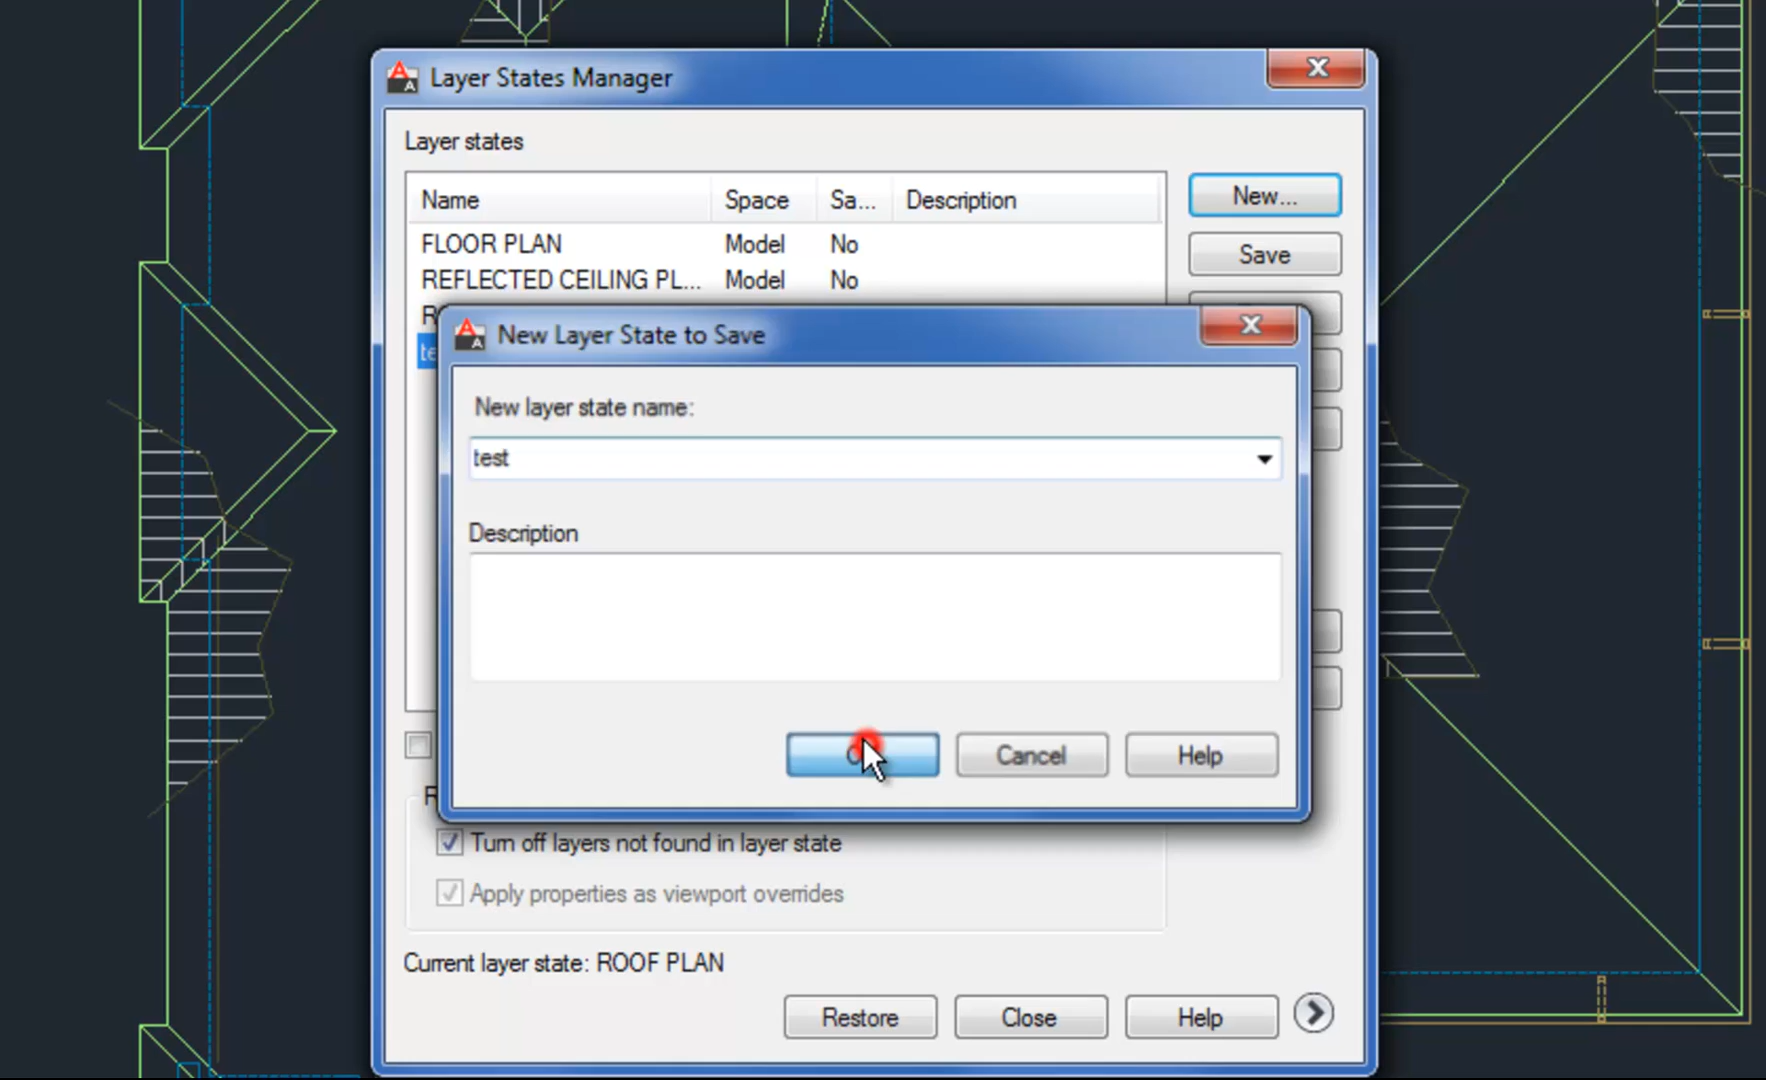 Layer States Manager
X
Layer states
Name Space Sa... Description
New...
FLOOR PLAN Model No
Save
REFLECTED CEILING PL... Model No
New Layer State to Save
X
New layer state name:
test
Description
Cancel
Help
Turn off layers not found in layer state
Apply properties as viewport overrides
Current layer state: ROOF PLAN
Restore
Close
Help